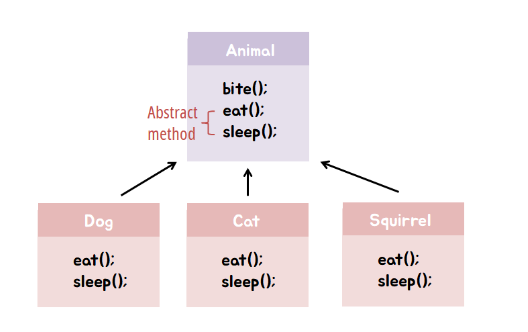 Animal
bite();
eat();
sleep();
Abstract
method
Dog
eat();
sleep();
Cat
eat();
sleep();
Squirrel
eat();
sleep();